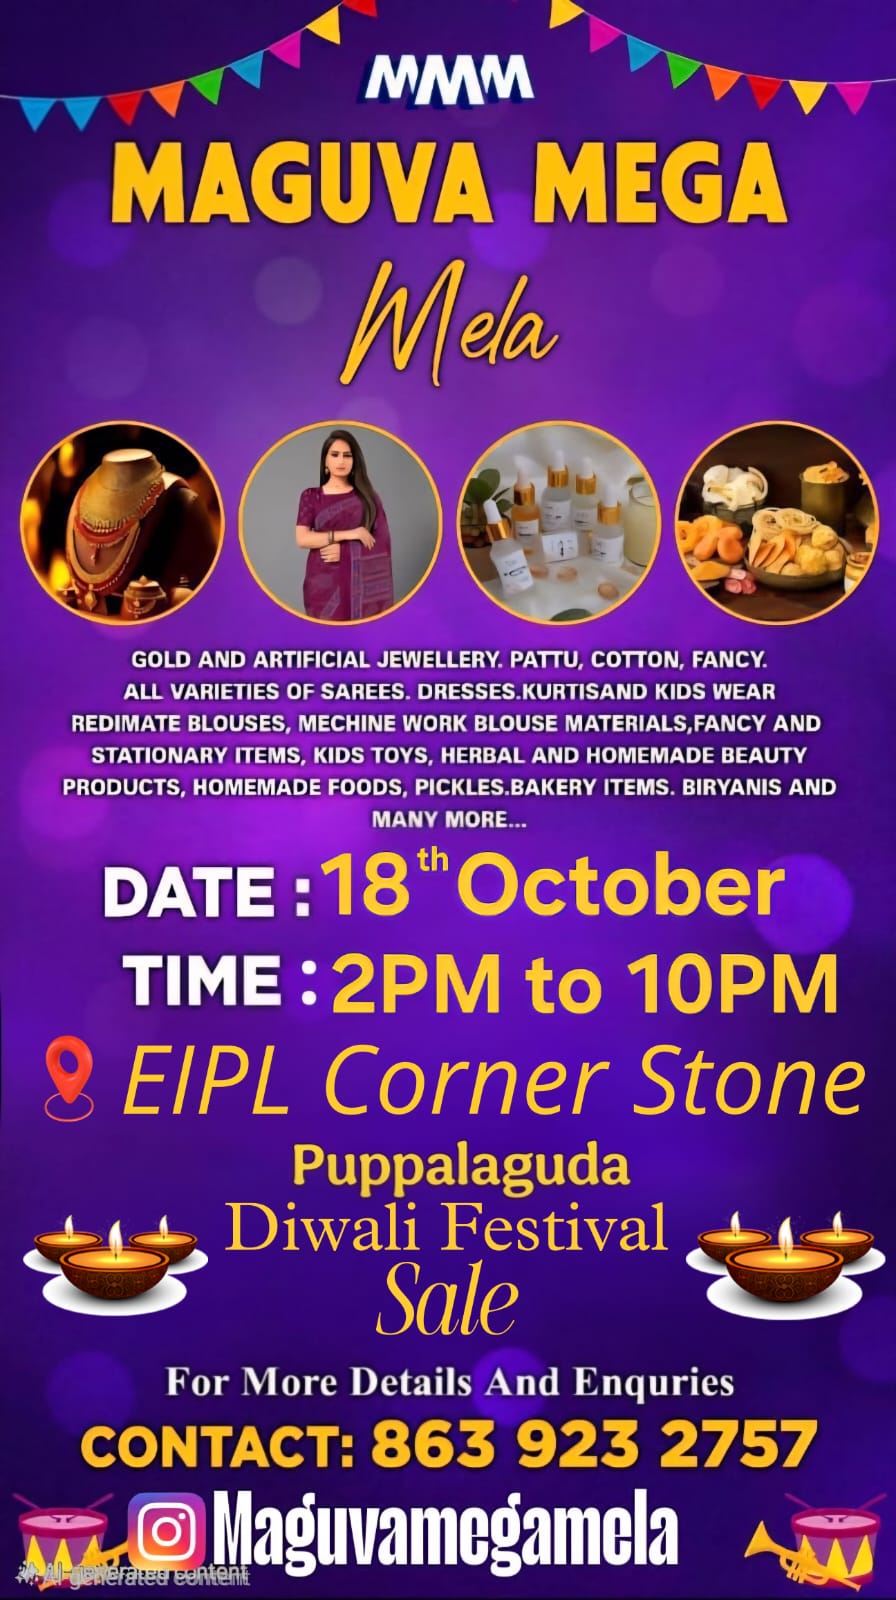 MMM
MAGUVA MEGA
Mela
GOLD AND ARTIFICIAL JEWELLERY. PATTU, COTTON, FANCY.
ALL VARIETIES OF SAREES. DRESSES.KURTISAND KIDS WEAR
REDIMATE BLOUSES, MECHINE WORK BLOUSE MATERIALS,FANCY AND
STATIONARY ITEMS, KIDS TOYS, HERBAL AND HOMEMADE BEAUTY
PRODUCTS, HOMEMADE FOODS, PICKLES.BAKERY ITEMS. BIRYANIS AND
MANY MORE...
DATE : 18th October
TIME : 2PM to 10PM
EIPL Corner Stone
Puppalaguda
Diwali Festival
Sale
For More Details And Enquries
CONTACT: 863 923 2757
Maguvamegamela
AI-generated content